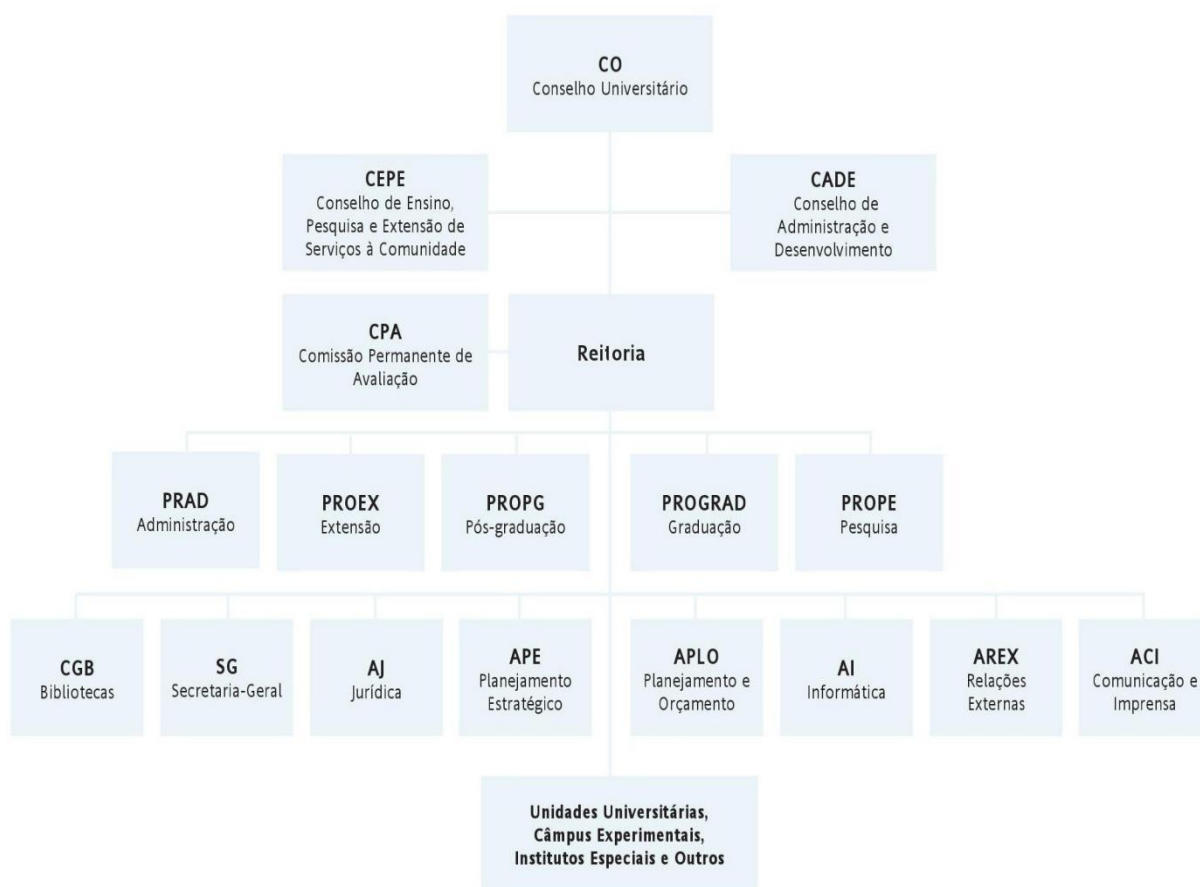 CO
Conselho Universitário
CEPE
Conselho de Ensino,
Pesquisa e Extensão de
Serviços à Comunidade
CADE
Conselho de
Administração e
Desenvolvimento
CPA
Comissão Permanente de
Avaliação
Reitoria
PRAD
Administração
PROEX
Extensão
PROPG
Pós-graduação
PROGRAD
Graduação
PROPE
Pesquisa
CGB
Bibliotecas
SG
Secretaria-Geral
AJ
Jurídica
APE
Planejamento
Estratégico
APLO
Planejamento e
Orçamento
AI
Informática
AREX
Relações
Externas
ACI
Comunicação e
Imprensa
Unidades Universitárias,
Câmpus Experimentais,
Institutos Especiais e Outros